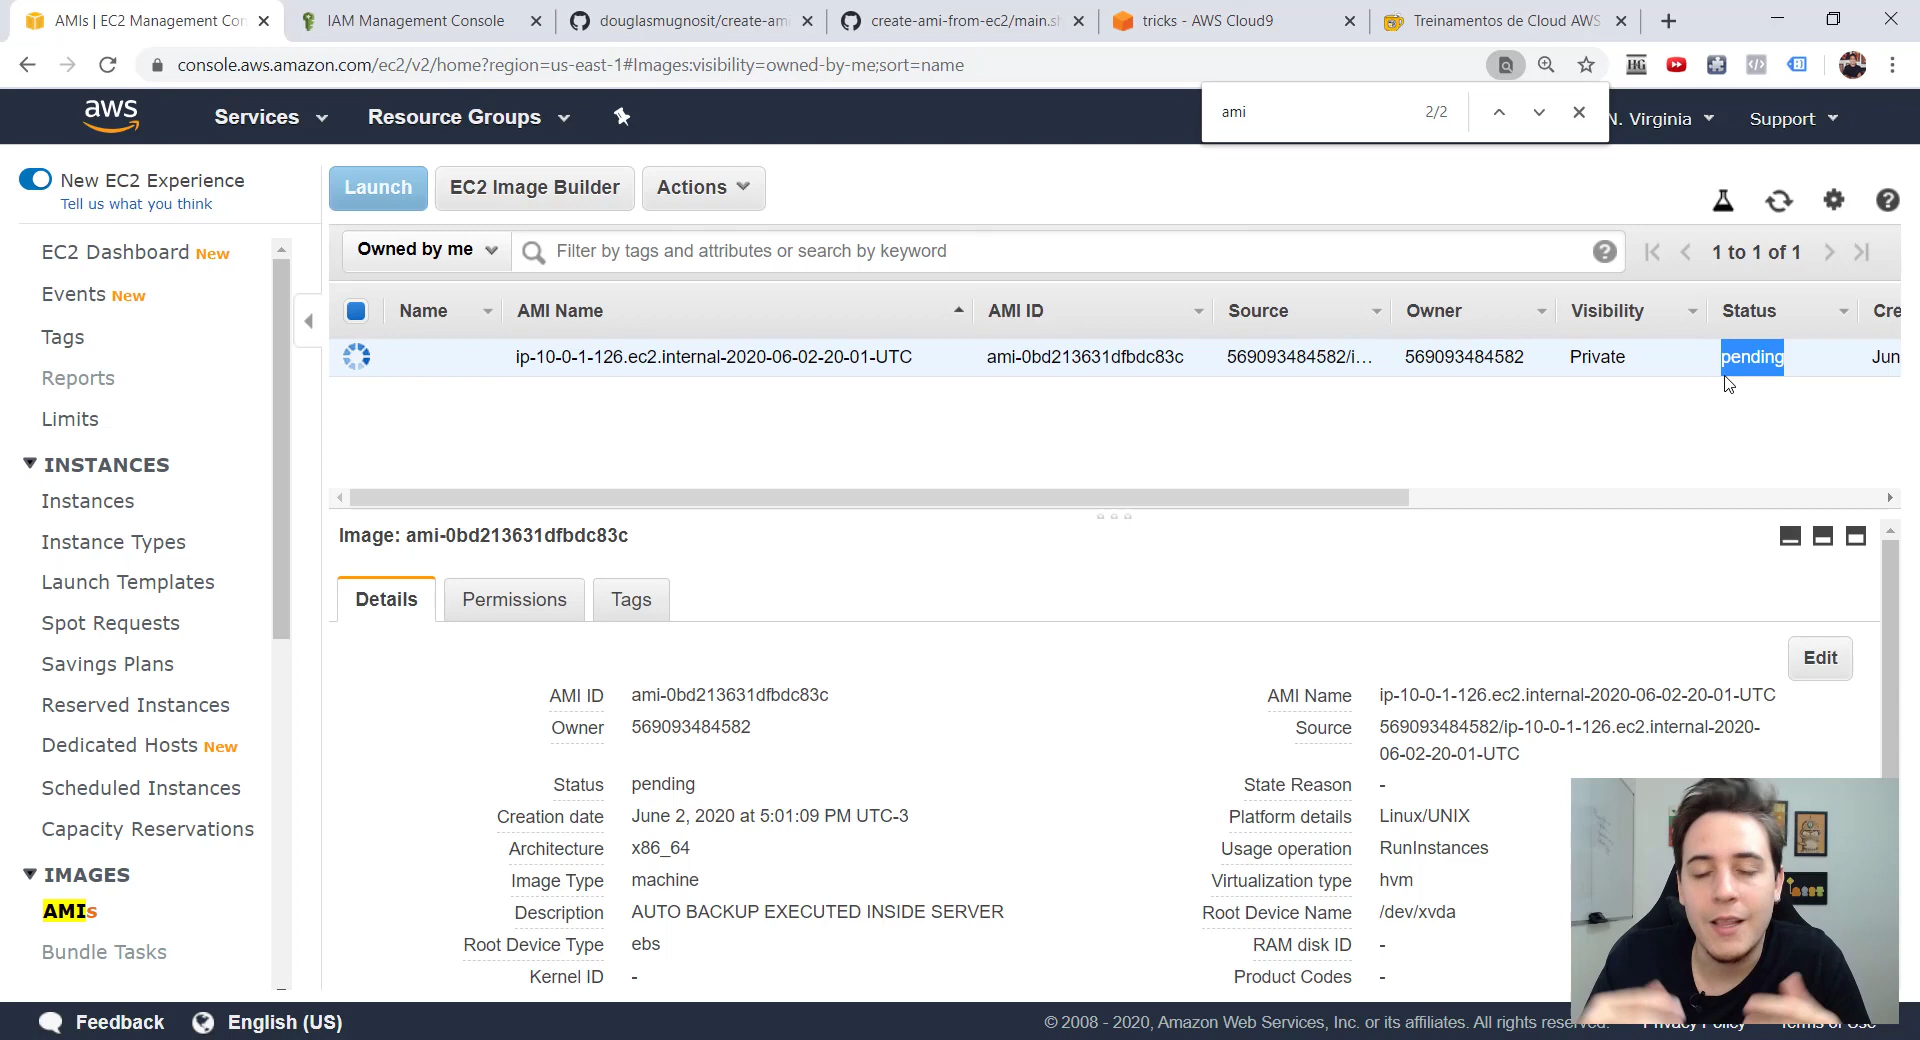 AMIs | EC2 Management Con
IAM Management Console
douglasmugnosit/create-ami
create-ami-from-ec2/main.sh
tricks - AWS Cloud9
Treinamentos de Cloud AWS
console.aws.amazon.com/ec2/v2/home?region=us-east-1#Images:visibility=owned-by-me;sort=name
ami 2/2
aws Services Resource Groups N. Virginia Support
New EC2 Experience
Tell us what you think
Launch EC2 Image Builder Actions
Owned by me Filter by tags and attributes or search by keyword 1 to 1 of 1
Name AMI Name AMI ID Source Owner Visibility Status Cre
ip-10-0-1-126.ec2.internal-2020-06-02-20-01-UTC ami-0bd213631dfbdc83c 569093484582/i... 569093484582 Private pending Jun
EC2 Dashboard New
Events New
Tags
Reports
Limits
INSTANCES
Instances
Instance Types
Launch Templates
Spot Requests
Savings Plans
Reserved Instances
Dedicated Hosts New
Scheduled Instances
Capacity Reservations
IMAGES
AMIs
Bundle Tasks
Image: ami-0bd213631dfbdc83c
Details Permissions Tags
Edit
AMI ID ami-0bd213631dfbdc83c
Owner 569093484582
Status pending
Creation date June 2, 2020 at 5:01:09 PM UTC-3
Architecture x86_64
Image Type machine
Description AUTO BACKUP EXECUTED INSIDE SERVER
Root Device Type ebs
Kernel ID -
AMI Name ip-10-0-1-126.ec2.internal-2020-06-02-20-01-UTC
Source 569093484582/ip-10-0-1-126.ec2.internal-2020-
06-02-20-01-UTC
State Reason -
Platform details Linux/UNIX
Usage operation RunInstances
Virtualization type hvm
Root Device Name /dev/xvda
RAM disk ID -
Product Codes -
Feedback English (US) © 2008 - 2020, Amazon Web Services, Inc. or its affiliates. All rights reserved. Privacy Policy Terms of Use